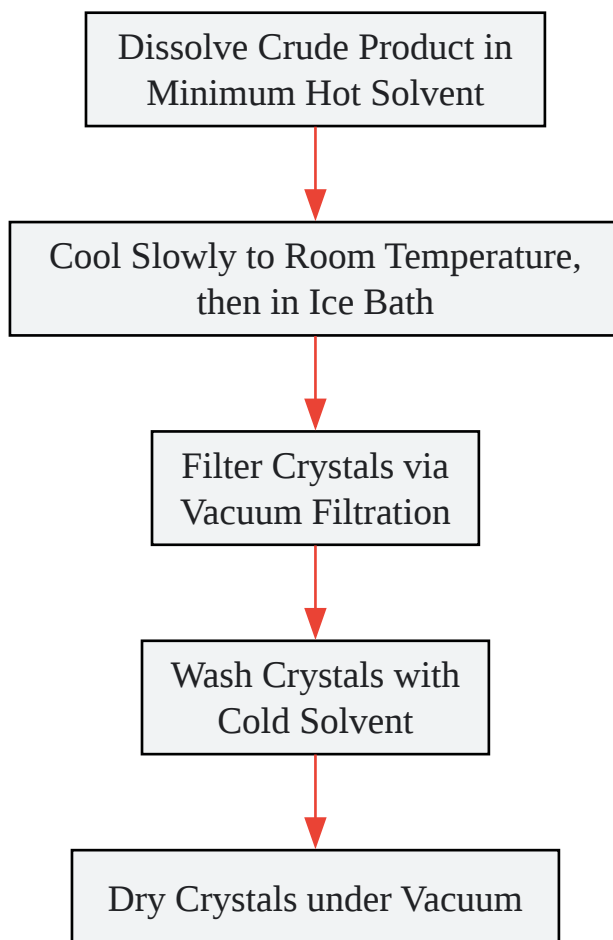 Dissolve Crude Product in
Minimum Hot Solvent
Cool Slowly to Room Temperature,
then in Ice Bath
Filter Crystals via
Vacuum Filtration
Wash Crystals with
Cold Solvent
Dry Crystals under Vacuum